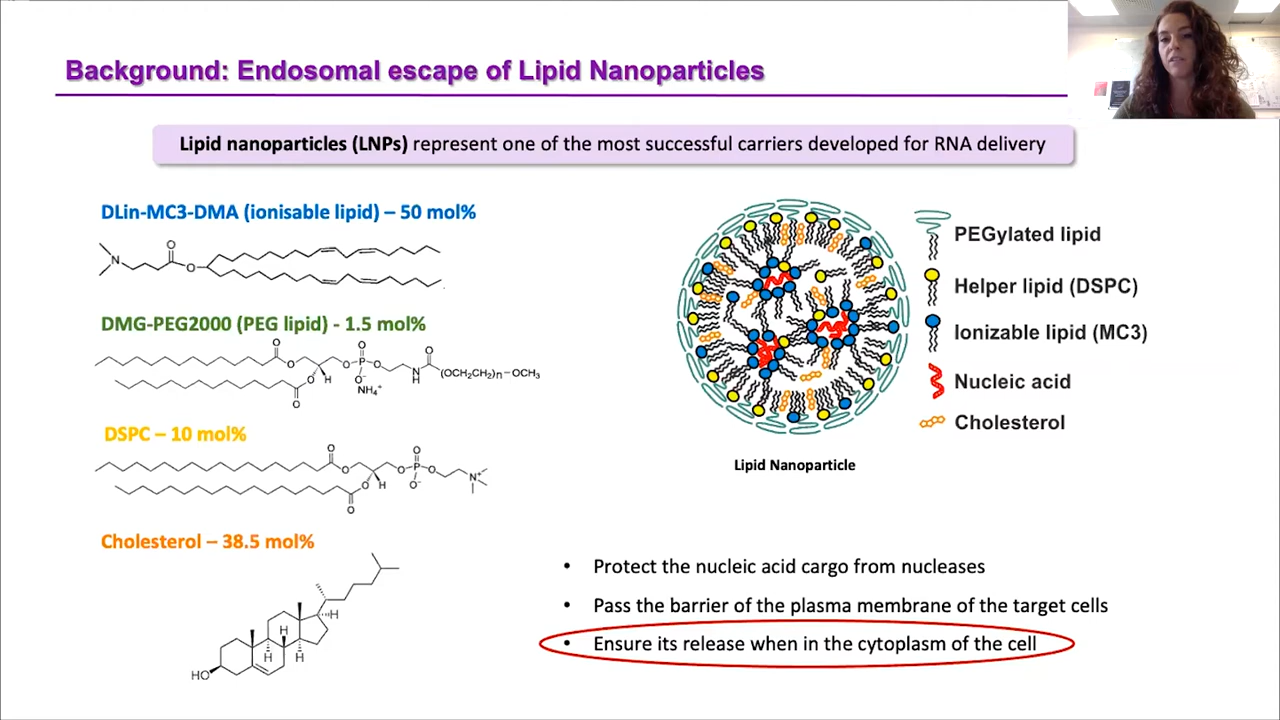 Background: Endosomal escape of Lipid Nanoparticles
Lipid nanoparticles (LNPs) represent one of the most successful carriers developed for RNA delivery
DLin-MC3-DMA (ionisable lipid) – 50 mol%
N
O
O
DMG-PEG2000 (PEG lipid) - 1.5 mol%
O
O
O
H
O
O
O
P
O
O⁻
NH₄⁺
N
H
O
(OCH₂CH₂)n–OCH₃
DSPC – 10 mol%
O
O
O
H
O
O
O
P
O
O⁻
N⁺
Cholesterol – 38.5 mol%
H
H
H
H
HO
PEGylated lipid
Helper lipid (DSPC)
Ionizable lipid (MC3)
Nucleic acid
Cholesterol
Lipid Nanoparticle
• Protect the nucleic acid cargo from nucleases
• Pass the barrier of the plasma membrane of the target cells
• Ensure its release when in the cytoplasm of the cell